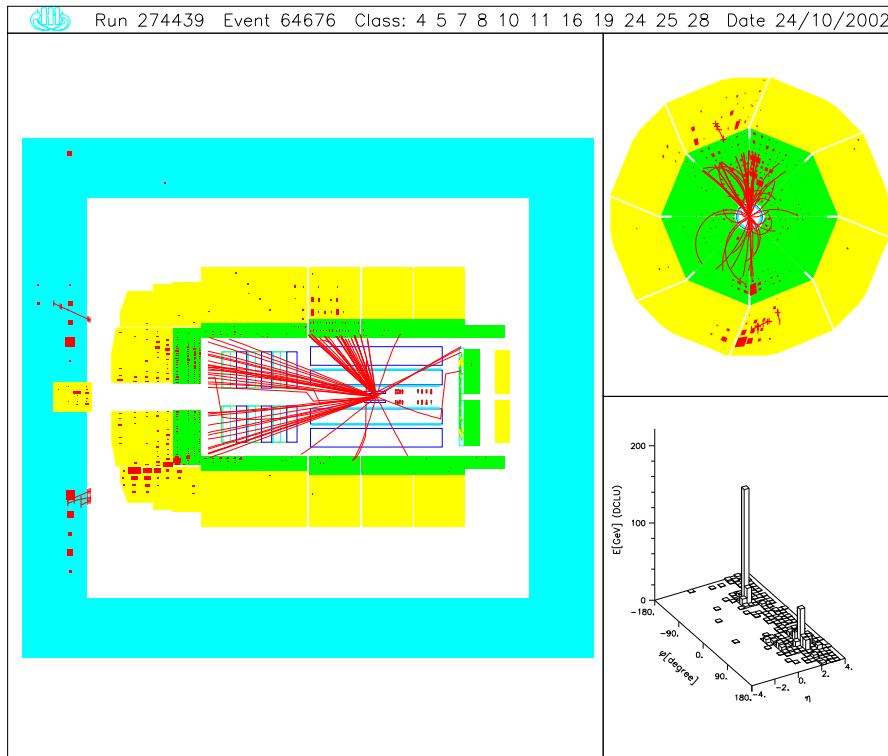 Run 274439 Event 64676 Class: 4 5 7 8 10 11 16 19 24 25 28 Date 24/10/2002
E[GeV] (DCLU)
200
100
0
-180.
-90.
0.
90.
180.
φ[degree]
-4. -2. 0. 2. 4.
η